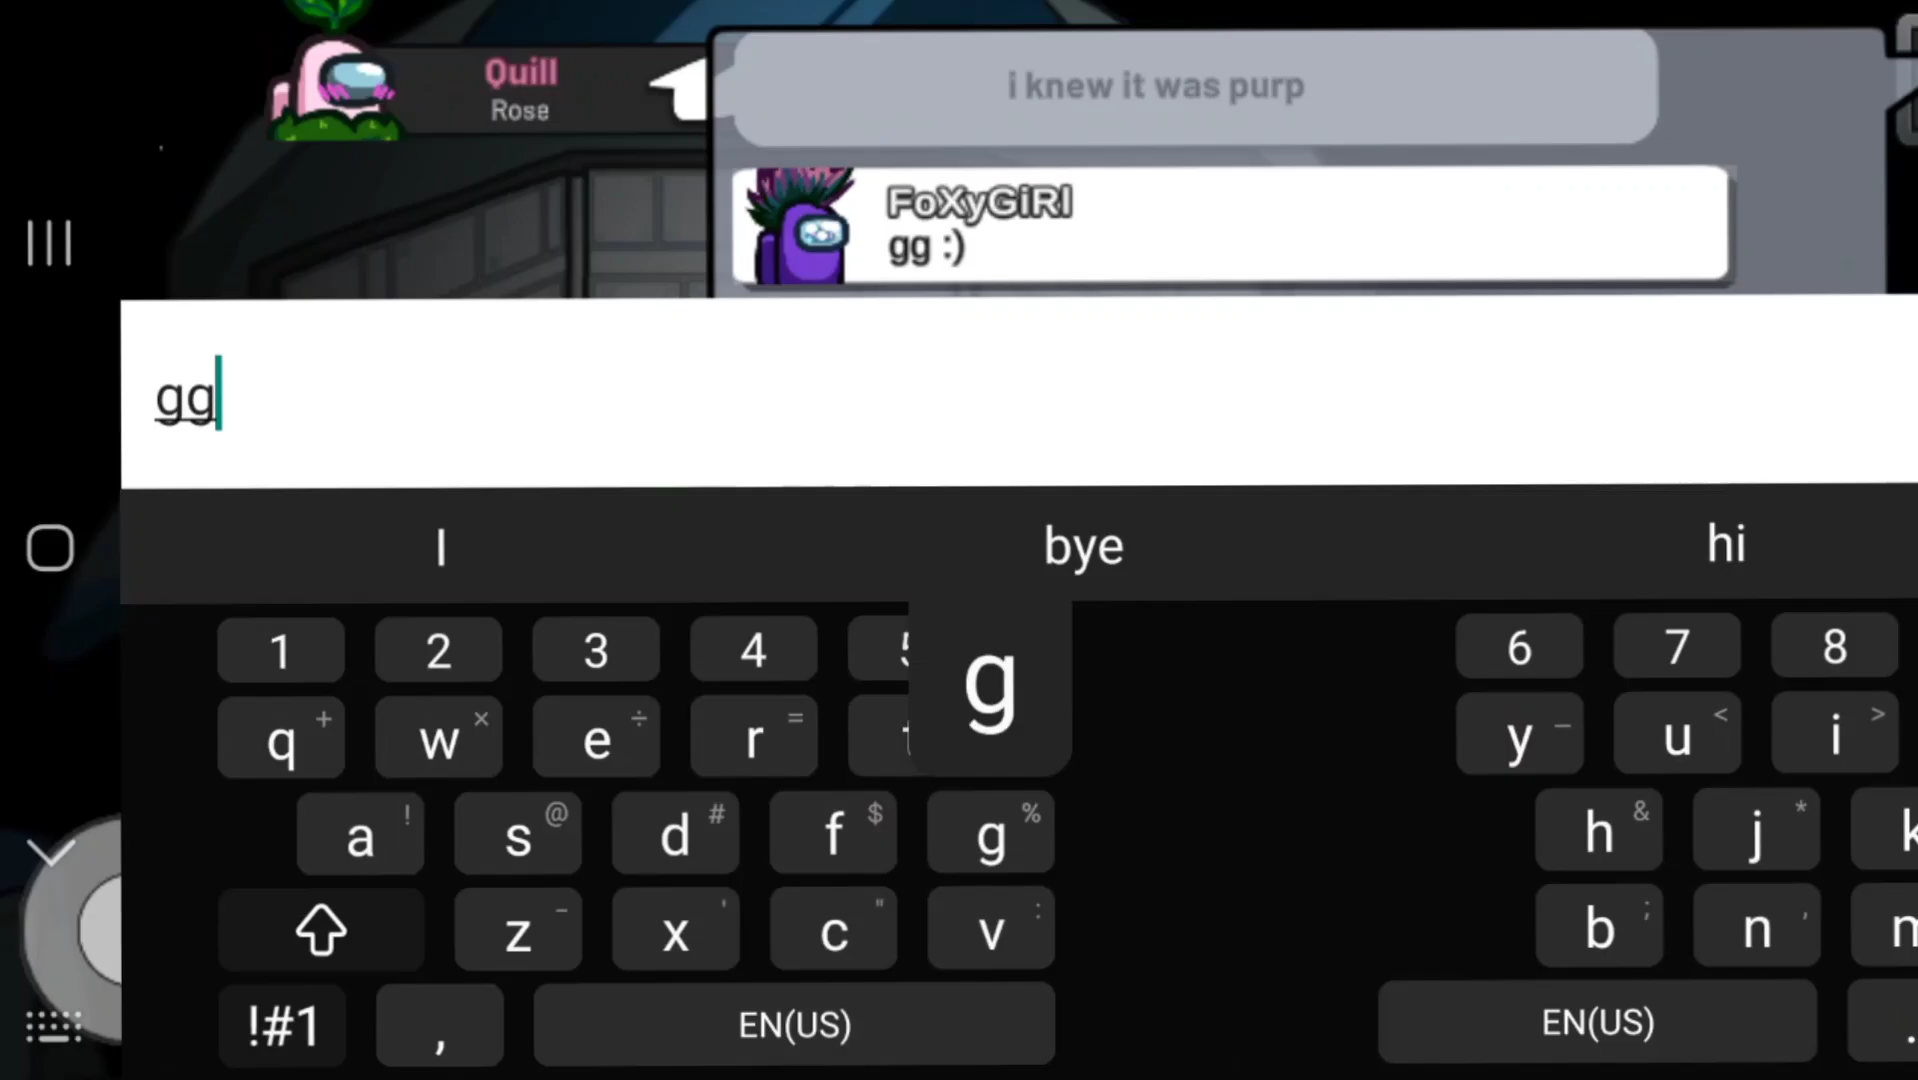 Quill
Rose
i knew it was purp
FoXyGiRl
gg :)
gg
I
bye
hi
1 2 3 4 5 6 7 8
q + w × e ÷ r = t y – u < i >
g
a ! s @ d # f $ g % h & j * k
z – x ' c " v : b ; n , m
!#1 , EN(US) EN(US) .